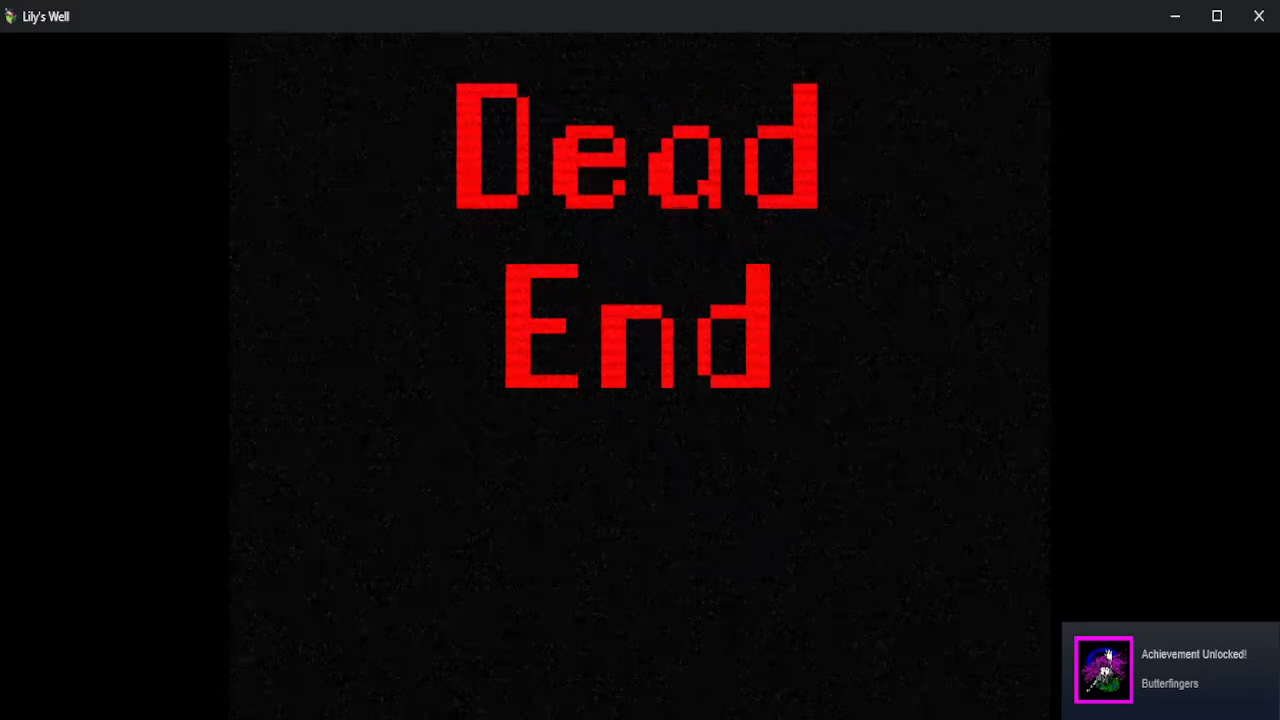 Lily's Well
Dead
End
Achievement Unlocked!
Butterfingers